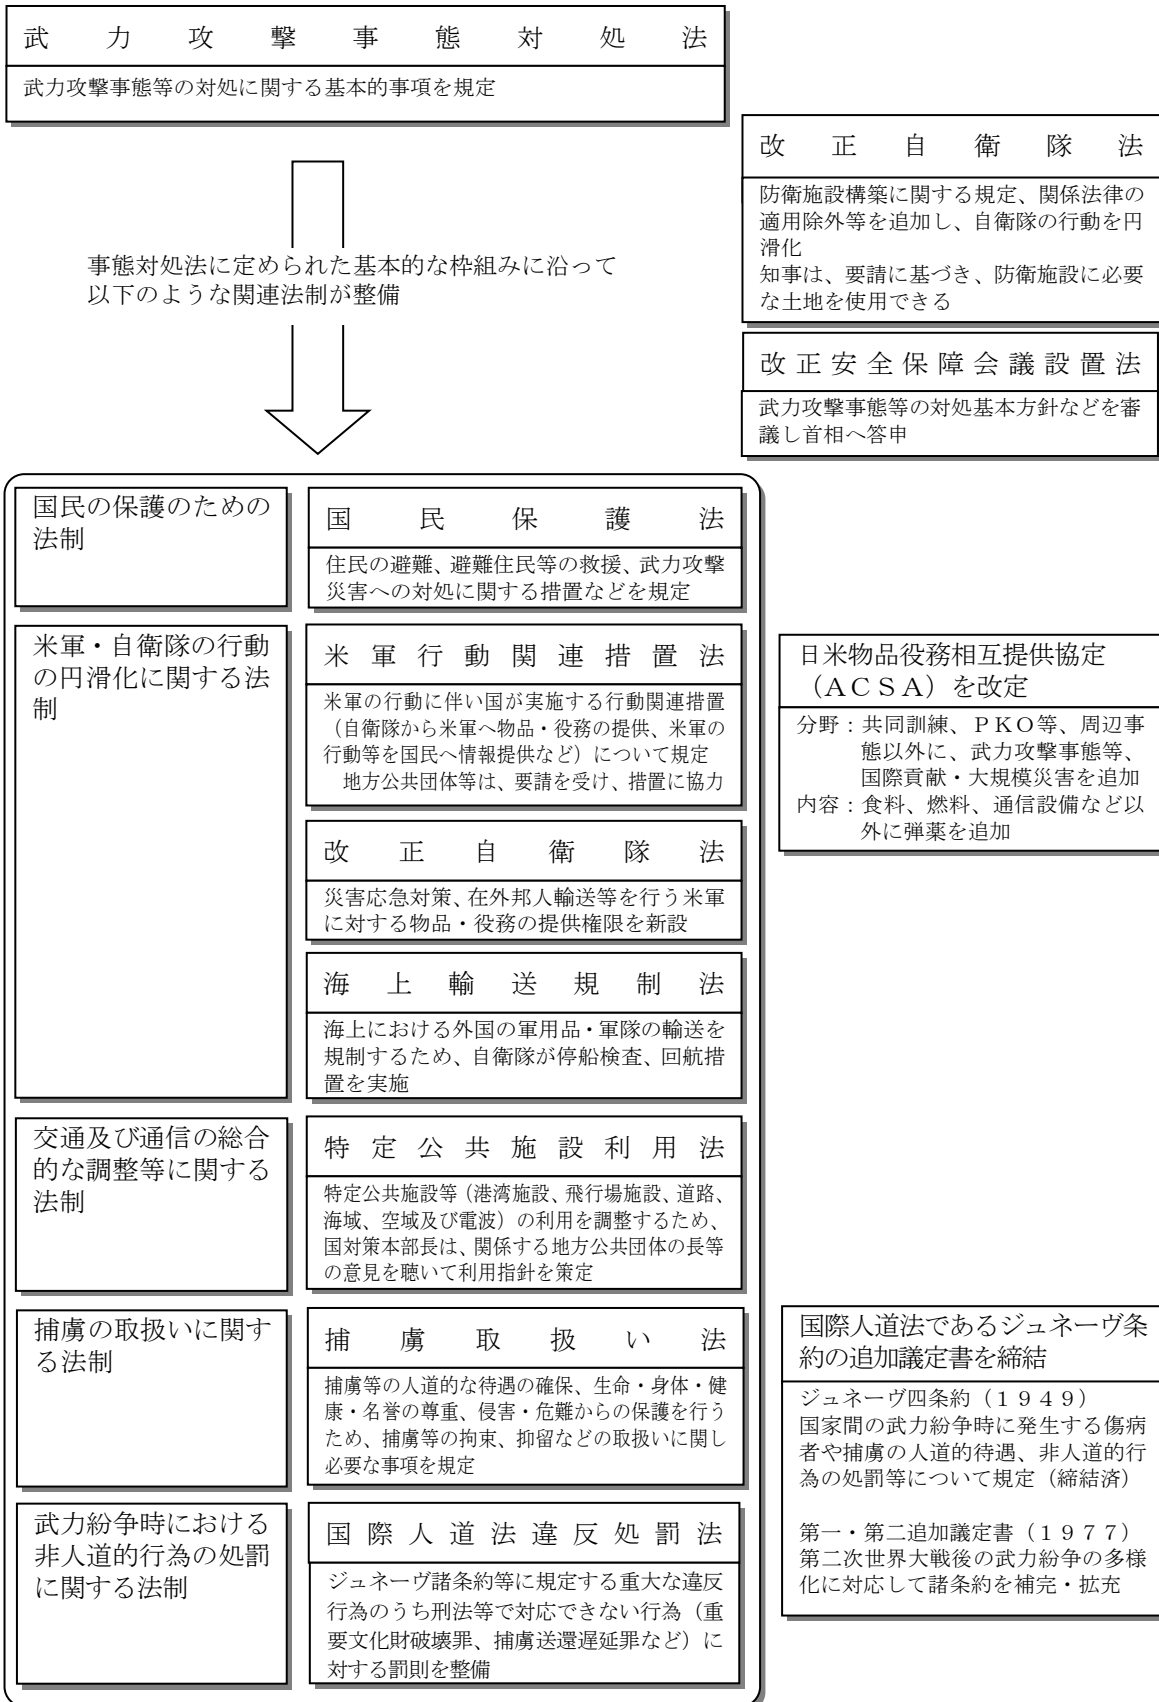 武力攻撃事態対処法
武力攻撃事態等の対処に関する基本的事項を規定
改正自衛隊法
防衛施設構築に関する規定、関係法律の
適用除外等を追加し、自衛隊の行動を円
滑化
知事は、要請に基づき、防衛施設に必要
な土地を使用できる
事態対処法に定められた基本的な枠組みに沿って
以下のような関連法制が整備
改正安全保障会議設置法
武力攻撃事態等の対処基本方針などを審
議し首相へ答申
国民の保護のための
法制
国民保護法
住民の避難、避難住民等の救援、武力攻撃
災害への対処に関する措置などを規定
米軍・自衛隊の行動
の円滑化に関する法
制
米軍行動関連措置法
米軍の行動に伴い国が実施する行動関連措置
（自衛隊から米軍へ物品・役務の提供、米軍の
行動等を国民へ情報提供など）について規定
地方公共団体等は、要請を受け、措置に協力
日米物品役務相互提供協定
（ＡＣＳＡ）を改定
分野：共同訓練、ＰＫＯ等、周辺事
態以外に、武力攻撃事態等、
国際貢献・大規模災害を追加
内容：食料、燃料、通信設備など以
外に弾薬を追加
改正自衛隊法
災害応急対策、在外邦人輸送等を行う米軍
に対する物品・役務の提供権限を新設
海上輸送規制法
海上における外国の軍用品・軍隊の輸送を
規制するため、自衛隊が停船検査、回航措
置を実施
交通及び通信の総合
的な調整等に関する
法制
特定公共施設利用法
特定公共施設等（港湾施設、飛行場施設、道路、
海域、空域及び電波）の利用を調整するため、
国対策本部長は、関係する地方公共団体の長等
の意見を聴いて利用指針を策定
捕虜の取扱いに関す
る法制
捕虜取扱い法
捕虜等の人道的な待遇の確保、生命・身体・健
康・名誉の尊重、侵害・危難からの保護を行う
ため、捕虜等の拘束、抑留などの取扱いに関し
必要な事項を規定
国際人道法であるジュネーヴ条
約の追加議定書を締結
ジュネーヴ四条約（１９４９）
国家間の武力紛争時に発生する傷病
者や捕虜の人道的待遇、非人道的行
為の処罰等について規定（締結済）
第一・第二追加議定書（１９７７）
第二次世界大戦後の武力紛争の多様
化に対応して諸条約を補完・拡充
武力紛争時における
非人道的行為の処罰
に関する法制
国際人道法違反処罰法
ジュネーヴ諸条約等に規定する重大な違反
行為のうち刑法等で対応できない行為（重
要文化財破壊罪、捕虜送還遅延罪など）に
対する罰則を整備